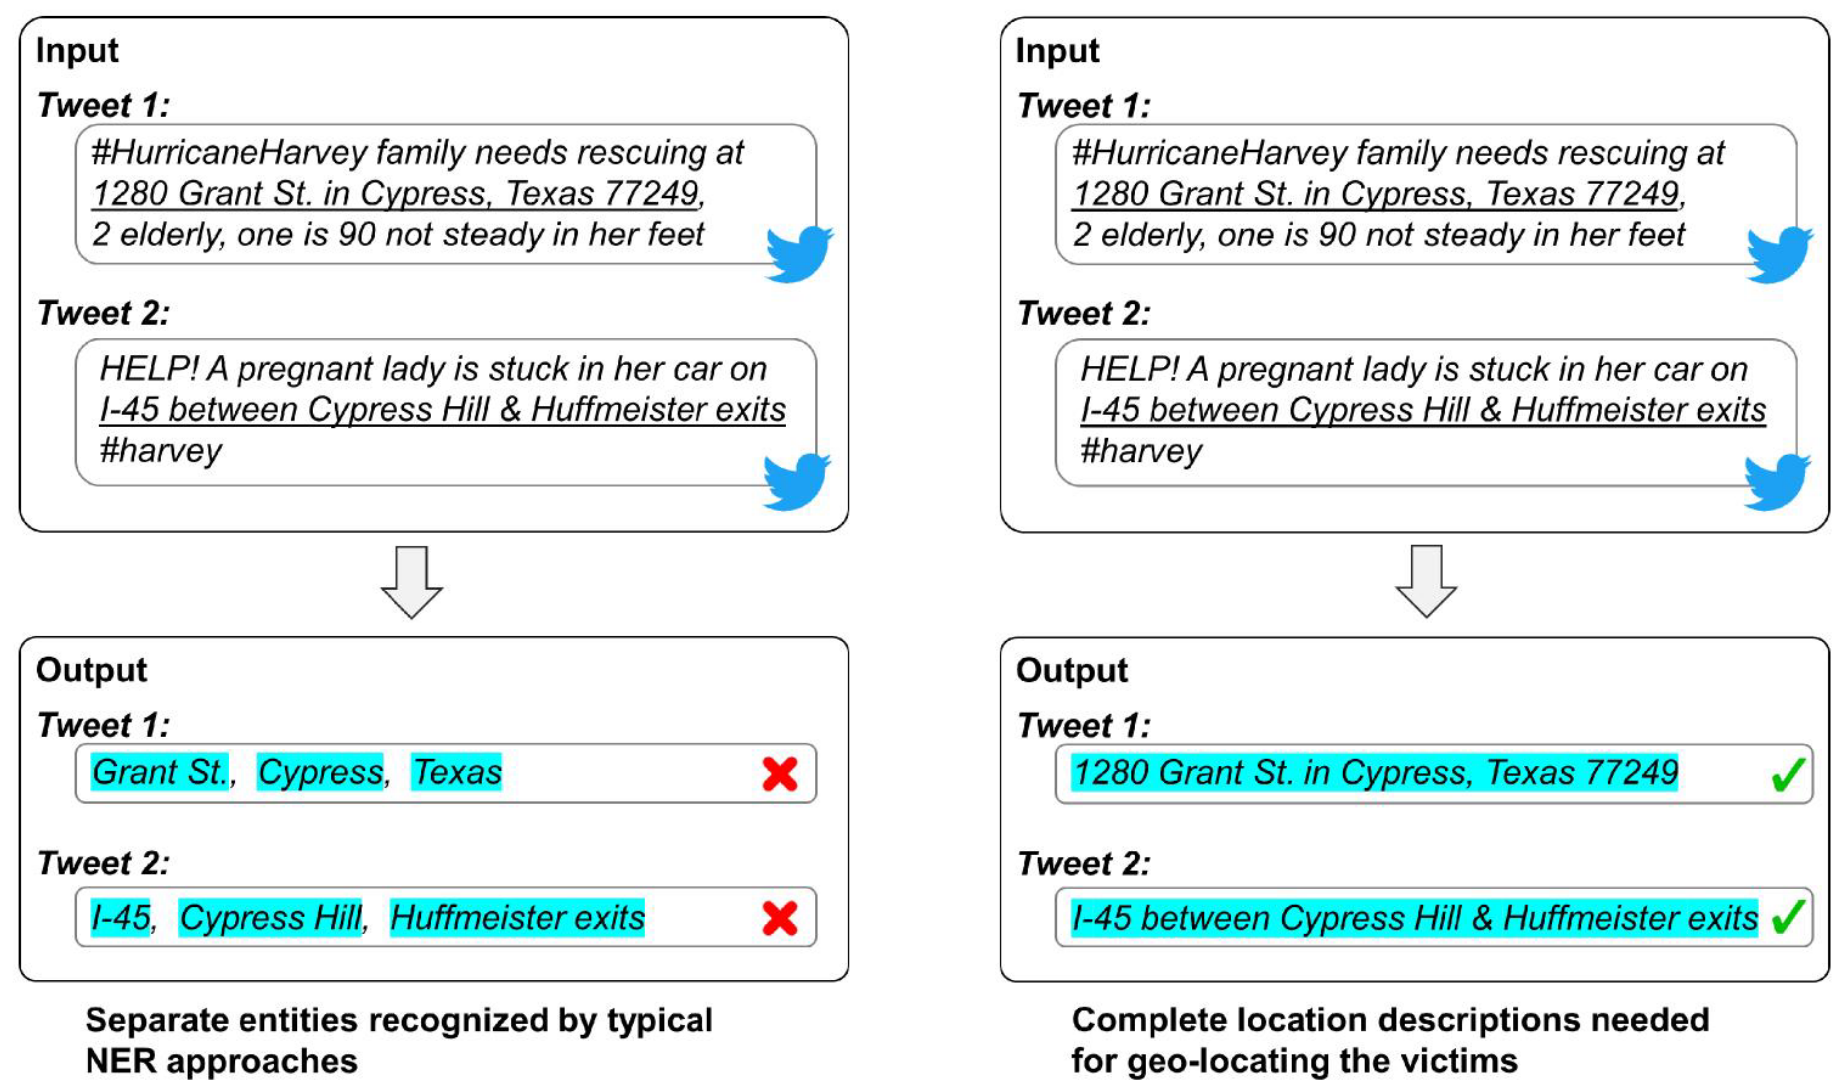 Input
Tweet 1:
#HurricaneHarvey family needs rescuing at
1280 Grant St. in Cypress, Texas 77249,
2 elderly, one is 90 not steady in her feet
Tweet 2:
HELP! A pregnant lady is stuck in her car on
I-45 between Cypress Hill & Huffmeister exits
#harvey
Output
Tweet 1:
Grant St., Cypress, Texas
Tweet 2:
I-45, Cypress Hill, Huffmeister exits
Separate entities recognized by typical
NER approaches
Input
Tweet 1:
#HurricaneHarvey family needs rescuing at
1280 Grant St. in Cypress, Texas 77249,
2 elderly, one is 90 not steady in her feet
Tweet 2:
HELP! A pregnant lady is stuck in her car on
I-45 between Cypress Hill & Huffmeister exits
#harvey
Output
Tweet 1:
1280 Grant St. in Cypress, Texas 77249
Tweet 2:
I-45 between Cypress Hill & Huffmeister exits
Complete location descriptions needed
for geo-locating the victims